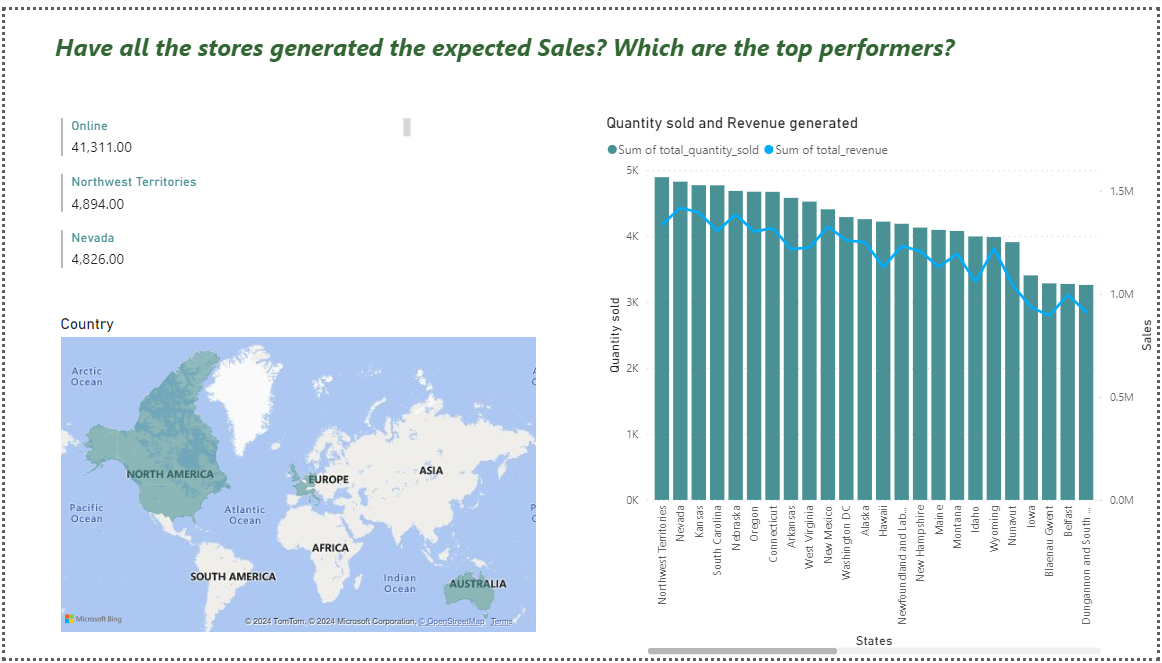 Have all the stores generated the expected Sales? Which are the top performers?
Online
41,311.00
Northwest Territories
4,894.00
Nevada
4,826.00
Country
Arctic
Ocean
NORTH AMERICA
EUROPE
ASIA
Pacific
Ocean
Atlantic
Ocean
AFRICA
SOUTH AMERICA
Indian
Ocean
AUSTRALIA
A
O
P
Microsoft Bing
© 2024 TomTom, © 2024 Microsoft Corporation, © OpenStreetMap Terms
Quantity sold and Revenue generated
Sum of total_quantity_sold Sum of total_revenue
5K
4K
3K
2K
1K
0K
Quantity sold
1.5M
1.0M
0.5M
0.0M
Sales
Northwest Territories
Nevada
Kansas
South Carolina
Nebraska
Oregon
Connecticut
Arkansas
West Virginia
New Mexico
Washington DC
Alaska
Hawaii
Newfoundland and Lab...
New Hampshire
Maine
Montana
Idaho
Wyoming
Nunavut
Iowa
Blaenau Gwent
Belfast
Dungannon and South ...
States